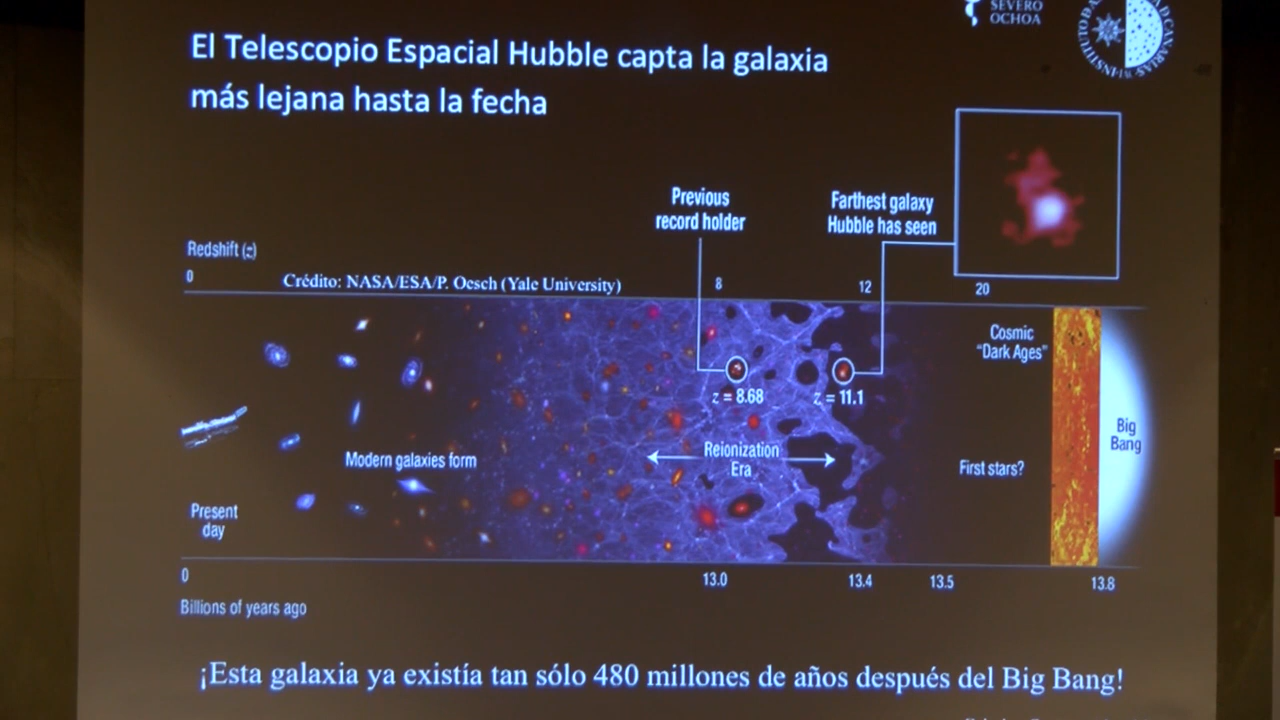 SEVERO
OCHOA
El Telescopio Espacial Hubble capta la galaxia
más lejana hasta la fecha
Previous
record holder
Farthest galaxy
Hubble has seen
Redshift (z)
0
Crédito: NASA/ESA/P. Oesch (Yale University)
8
12
20
Cosmic
"Dark Ages"
z = 8.68
z = 11.1
Big
Bang
Reionization
Era
Modern galaxies form
First stars?
Present
day
0
13.0
13.4
13.5
13.8
Billions of years ago
¡Esta galaxia ya existía tan sólo 480 millones de años después del Big Bang!